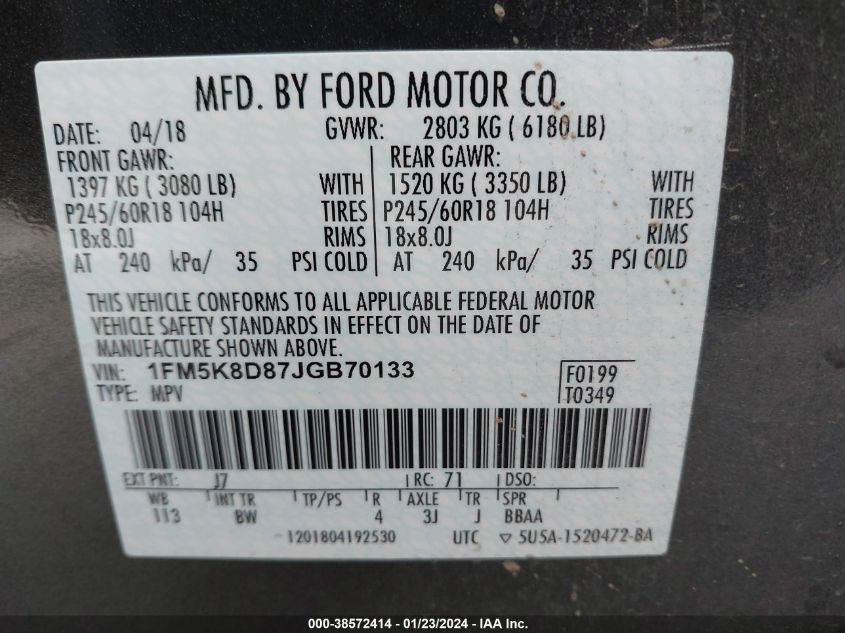 MFD. BY FORD MOTOR CO.
DATE: 04/18 GVWR: 2803 KG ( 6180 LB)
FRONT GAWR: REAR GAWR:
1397 KG ( 3080 LB) WITH 1520 KG ( 3350 LB) WITH
P245/60R18 104H TIRES P245/60R18 104H TIRES
18x8.0J RIMS 18x8.0J RIMS
AT 240 kPa/ 35 PSI COLD AT 240 kPa/ 35 PSI COLD
THIS VEHICLE CONFORMS TO ALL APPLICABLE FEDERAL MOTOR
VEHICLE SAFETY STANDARDS IN EFFECT ON THE DATE OF
MANUFACTURE SHOWN ABOVE.
VIN: 1FM5K8D87JGB70133 F0199
TYPE: MPV T0349
EXT PNT: J7 RC: 71 DSO:
WB INT TR TP/PS R AXLE TR SPR
113 BW 4 3J J BBAA
1201804192530 UTC ▽ 5U5A-1520472-BA
000-38572414 - 01/23/2024 - IAA Inc.